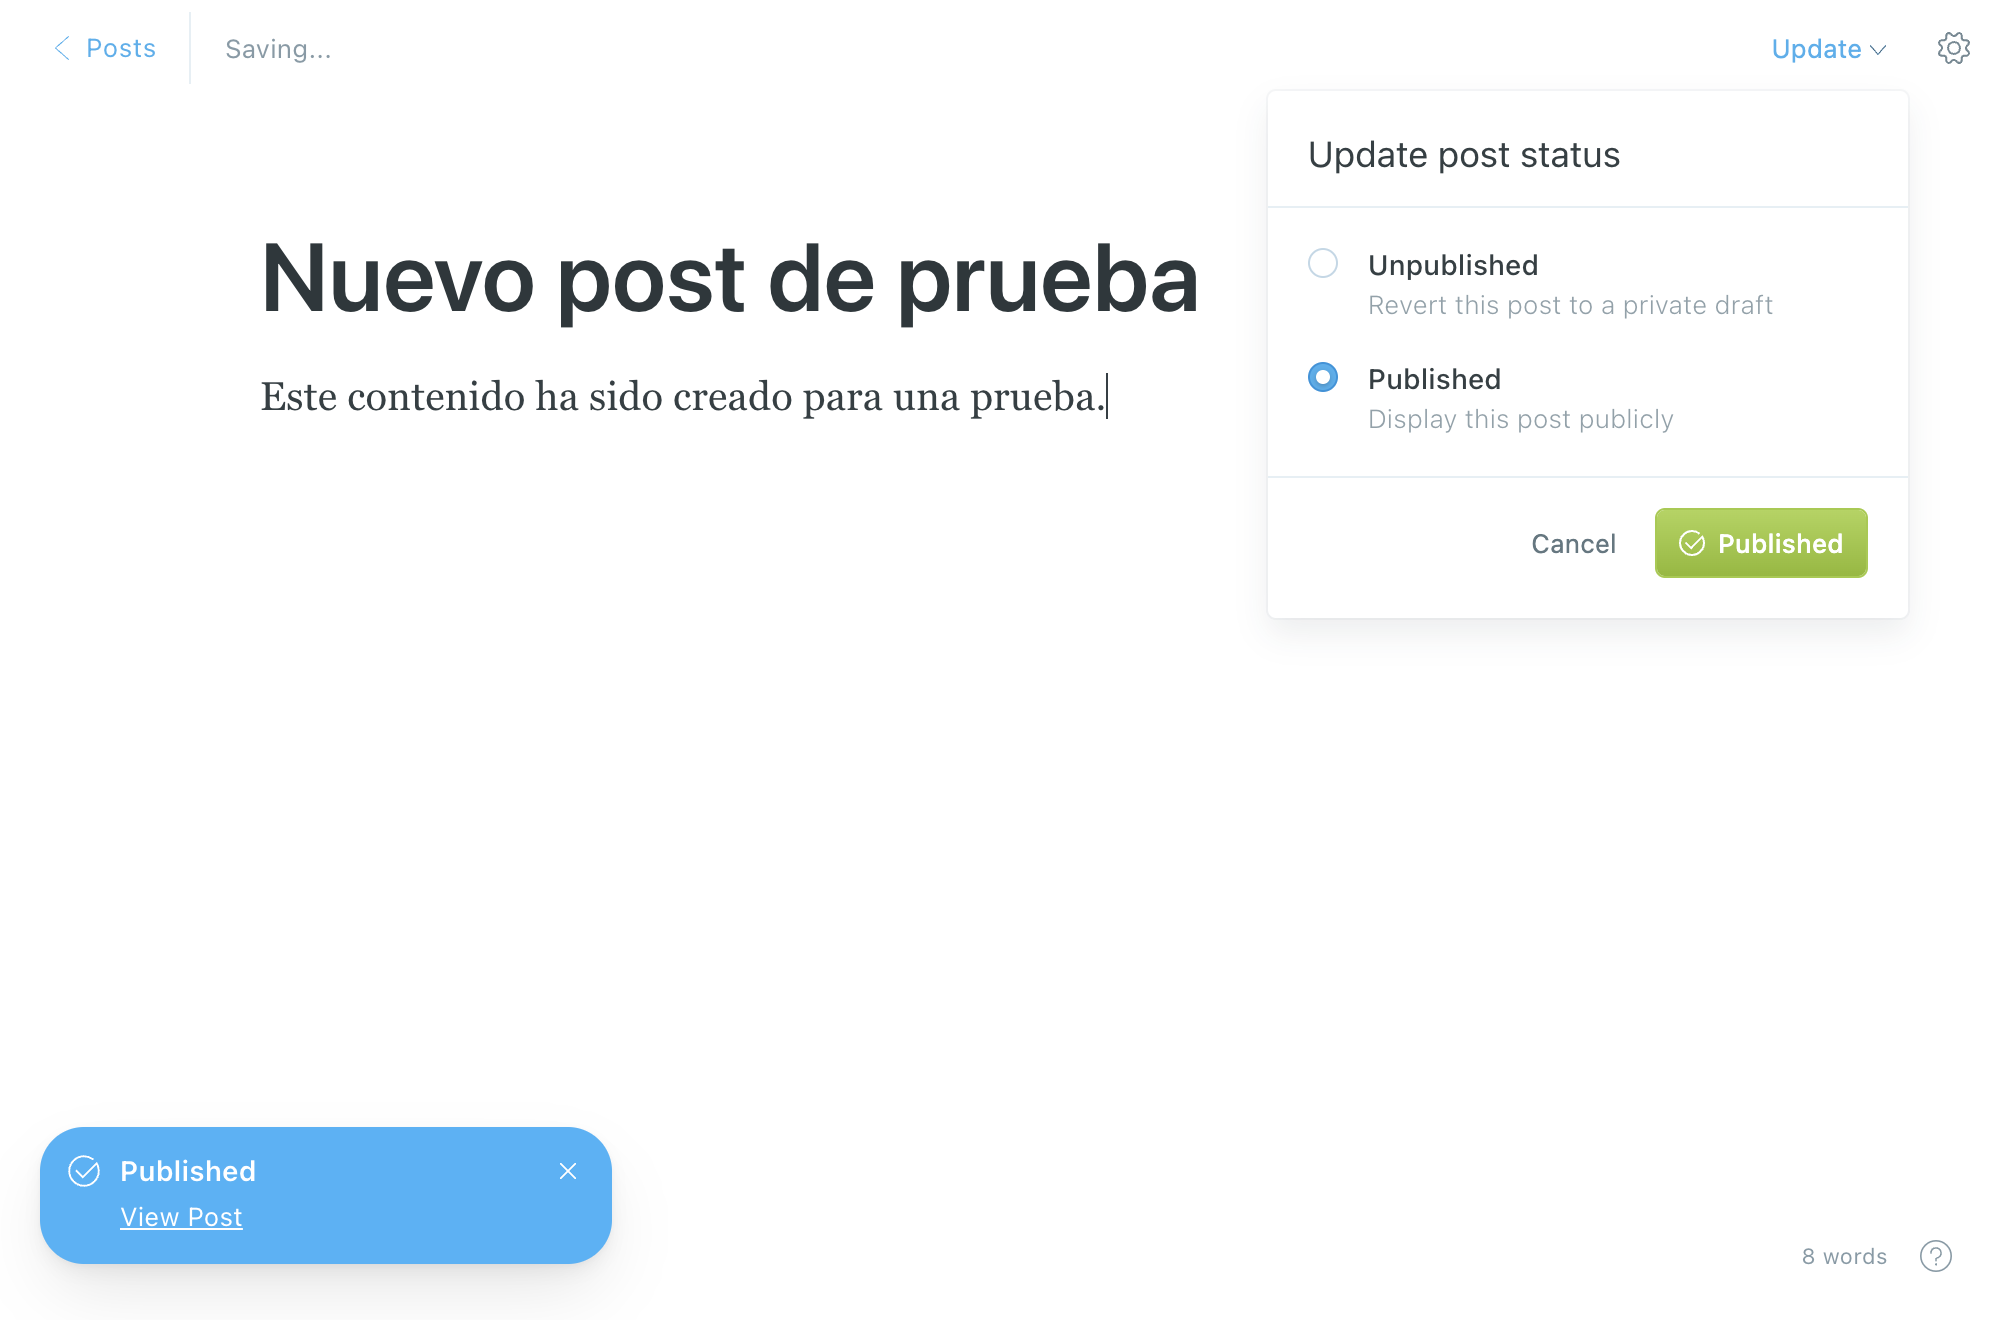 Posts
Saving...
Update
Update post status
Nuevo post de prueba
Este contenido ha sido creado para una prueba.
Unpublished
Revert this post to a private draft
Published
Display this post publicly
Cancel
Published
Published
View Post
8 words
?